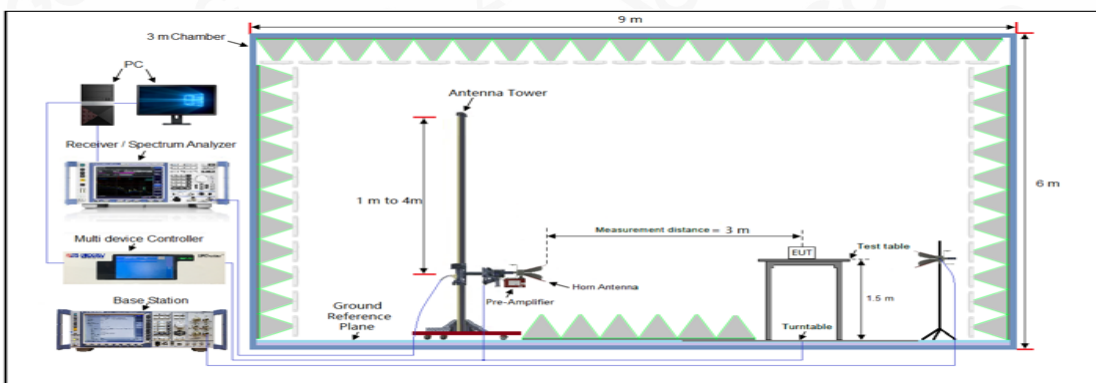 9 m
3 m Chamber
PC
Antenna Tower
Receiver / Spectrum Analyzer
6 m
1 m to 4m
Measurement distance = 3 m
Multi device Controller
EUT
Test table
Horn Antenna
Pre-Amplifier
1.5 m
Base Station
Ground
Reference
Plane
Turntable